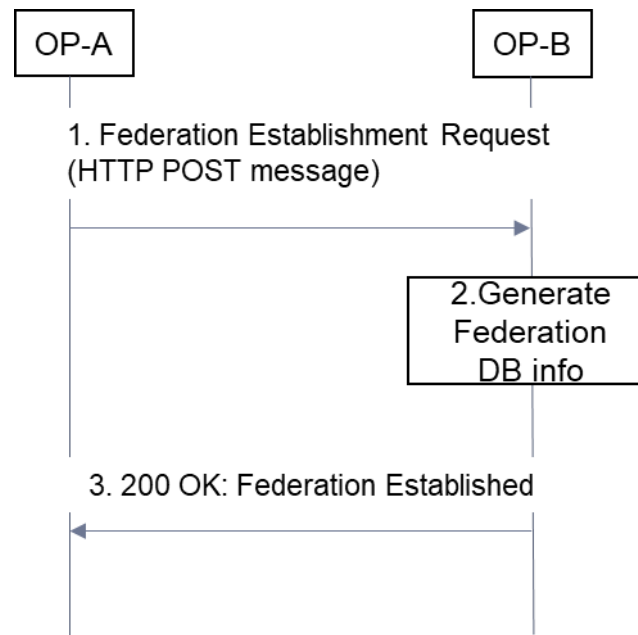 OP-A
OP-B
1. Federation Establishment Request
(HTTP POST message)
2.Generate
Federation
DB info
3. 200 OK: Federation Established